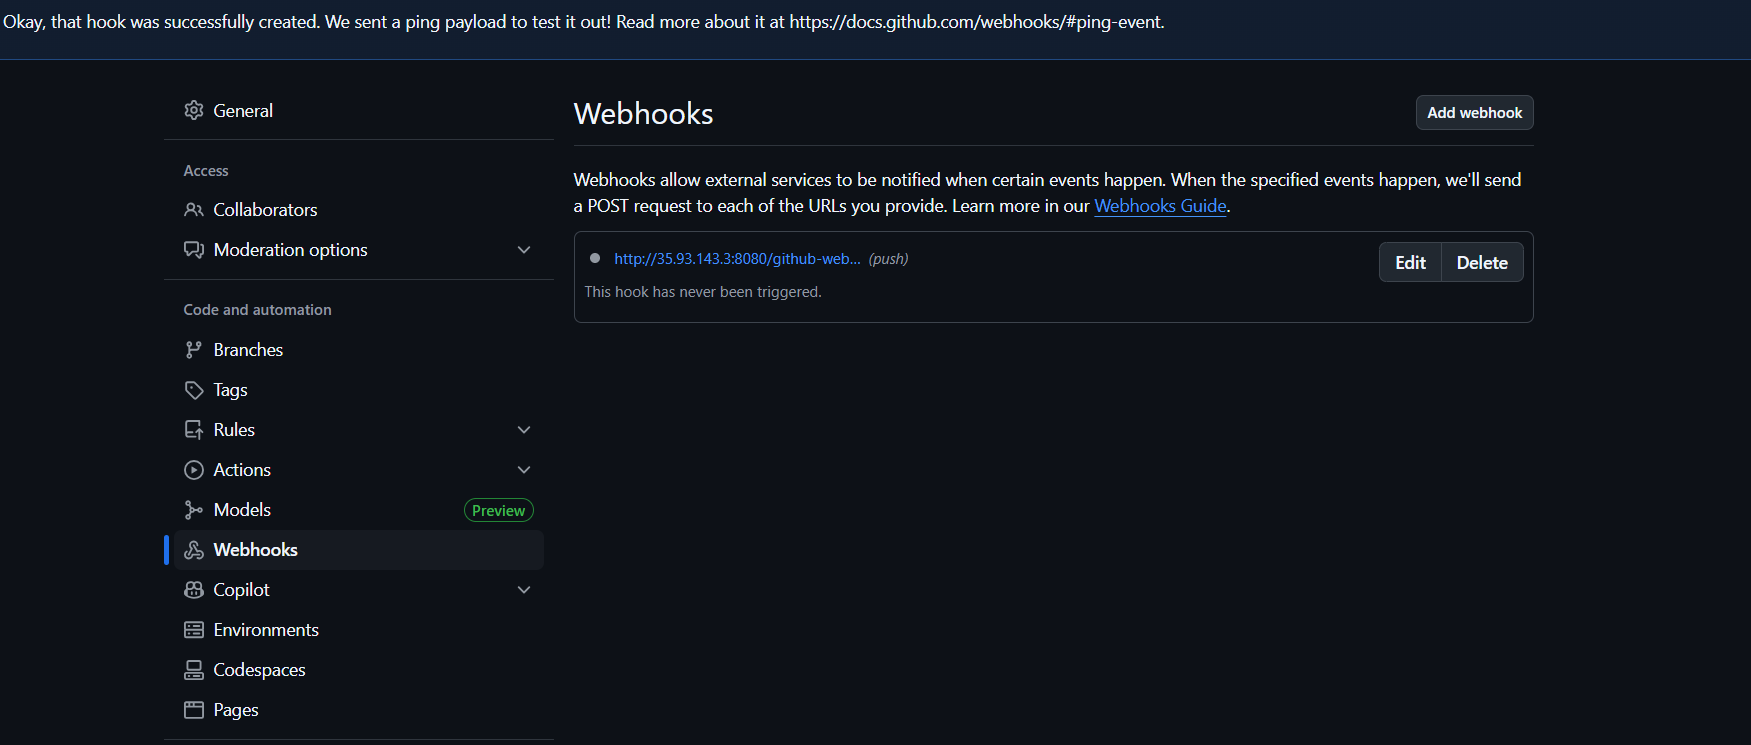 Okay, that hook was successfully created. We sent a ping payload to test it out! Read more about it at https://docs.github.com/webhooks/#ping-event.
General
Access
Collaborators
Moderation options
Code and automation
Branches
Tags
Rules
Actions
Models Preview
Webhooks
Copilot
Environments
Codespaces
Pages
Webhooks
Add webhook
Webhooks allow external services to be notified when certain events happen. When the specified events happen, we'll send
a POST request to each of the URLs you provide. Learn more in our Webhooks Guide.
http://35.93.143.3:8080/github-web... (push)
Edit Delete
This hook has never been triggered.